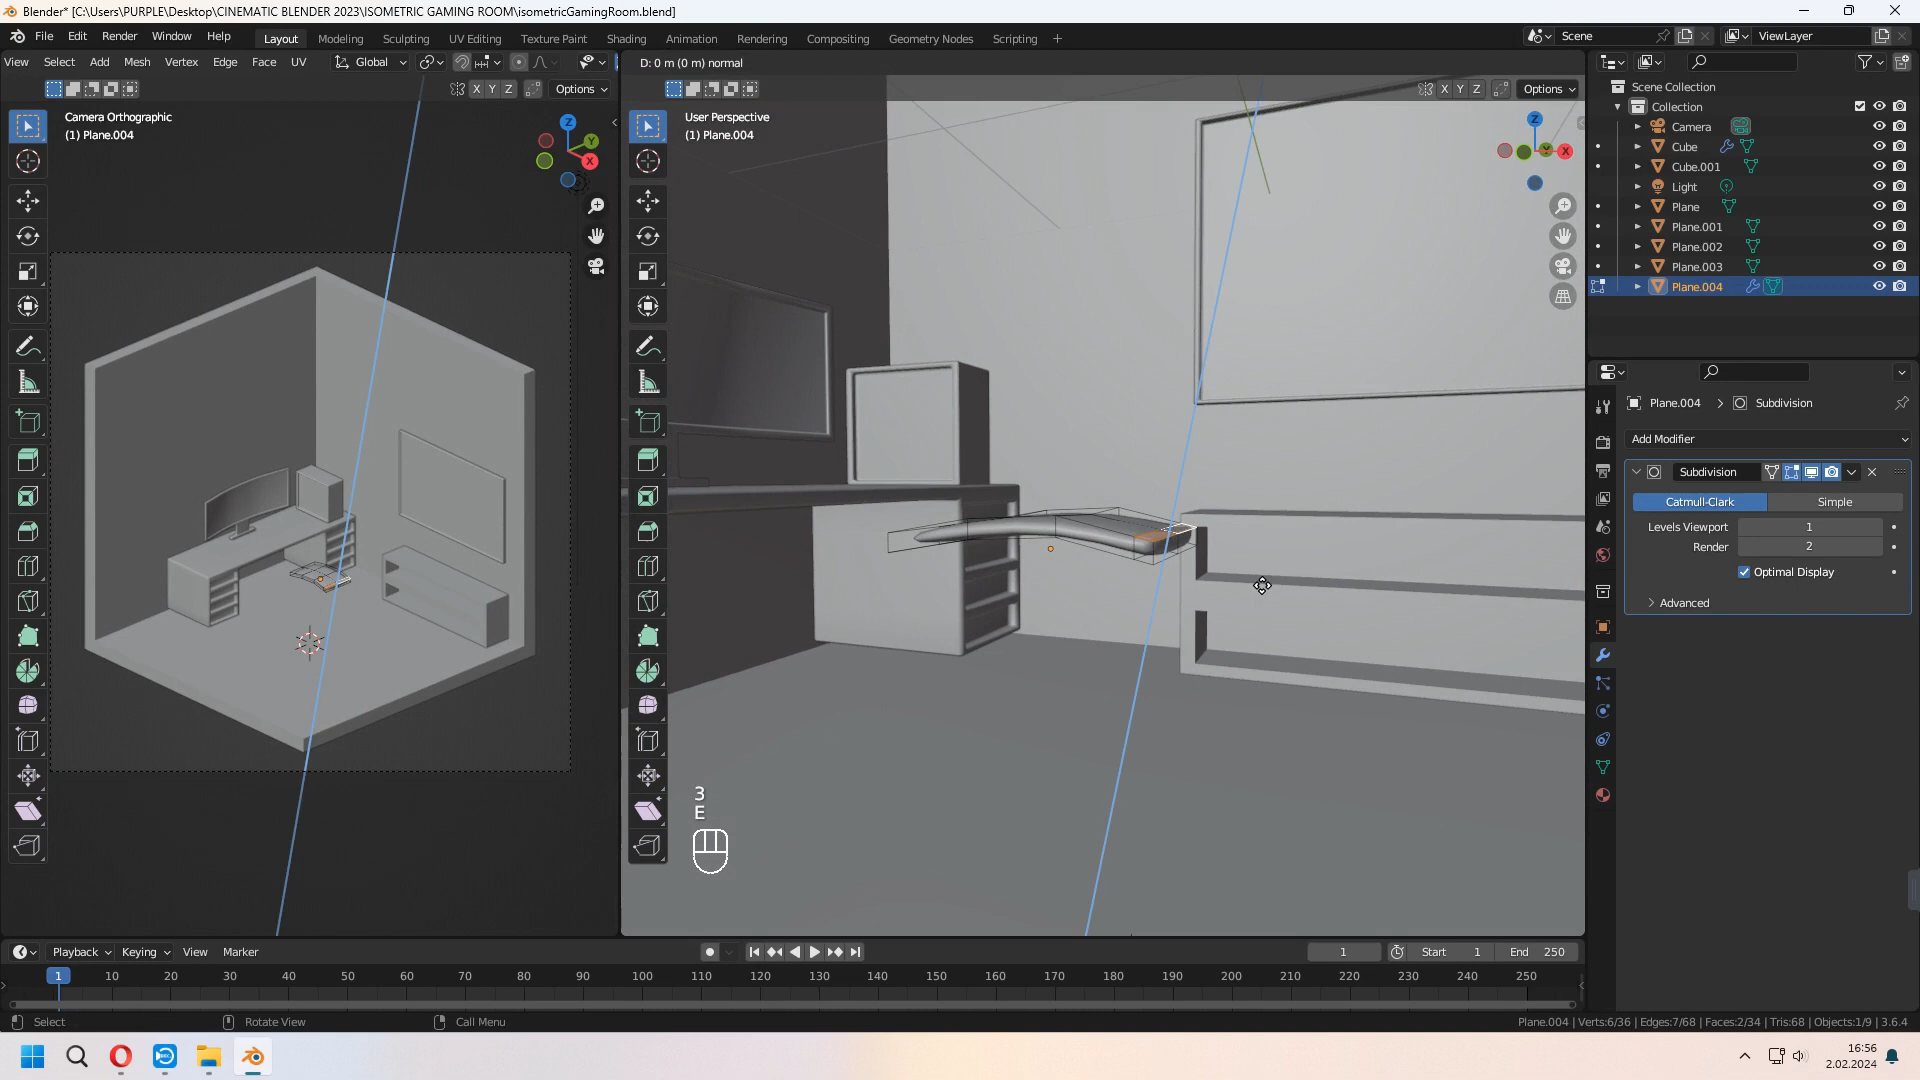 Blender* [C:\Users\PURPLE\Desktop\CINEMATIC BLENDER 2023\ISOMETRIC GAMING ROOM\isometricGamingRoom.blend]
File Edit Render Window Help Layout Modeling Sculpting UV Editing Texture Paint Shading Animation Rendering Compositing Geometry Nodes Scripting + Scene ViewLayer
View Select Add Mesh Vertex Edge Face UV Global D: 0 m (0 m) normal
X Y Z Options X Y Z Options
Scene Collection
Collection
Camera
Cube
Cube.001
Light
Plane
Plane.001
Plane.002
Plane.003
Plane.004
Camera Orthographic
(1) Plane.004
Z
Y
X
User Perspective
(1) Plane.004
Z
Y
X
Plane.004 > Subdivision
Add Modifier
Subdivision
Catmull-Clark Simple
Levels Viewport 1
Render 2
Optimal Display
Advanced
3
E
Playback Keying View Marker 1 Start 1 End 250
1 10 20 30 40 50 60 70 80 90 100 110 120 130 140 150 160 170 180 190 200 210 220 230 240 250
Select Rotate View Call Menu Plane.004 | Verts:6/36 | Edges:7/68 | Faces:2/34 | Tris:68 | Objects:1/9 | 3.6.4
16:56
2.02.2024